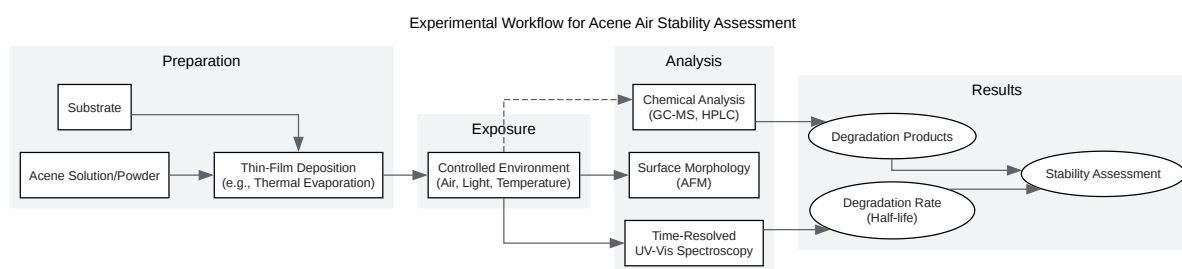 Experimental Workflow for Acene Air Stability Assessment
Preparation
Substrate
Acene Solution/Powder
Thin-Film Deposition
(e.g., Thermal Evaporation)
Exposure
Controlled Environment
(Air, Light, Temperature)
Analysis
Chemical Analysis
(GC-MS, HPLC)
Surface Morphology
(AFM)
Time-Resolved
UV-Vis Spectroscopy
Results
Degradation Products
Degradation Rate
(Half-life)
Stability Assessment